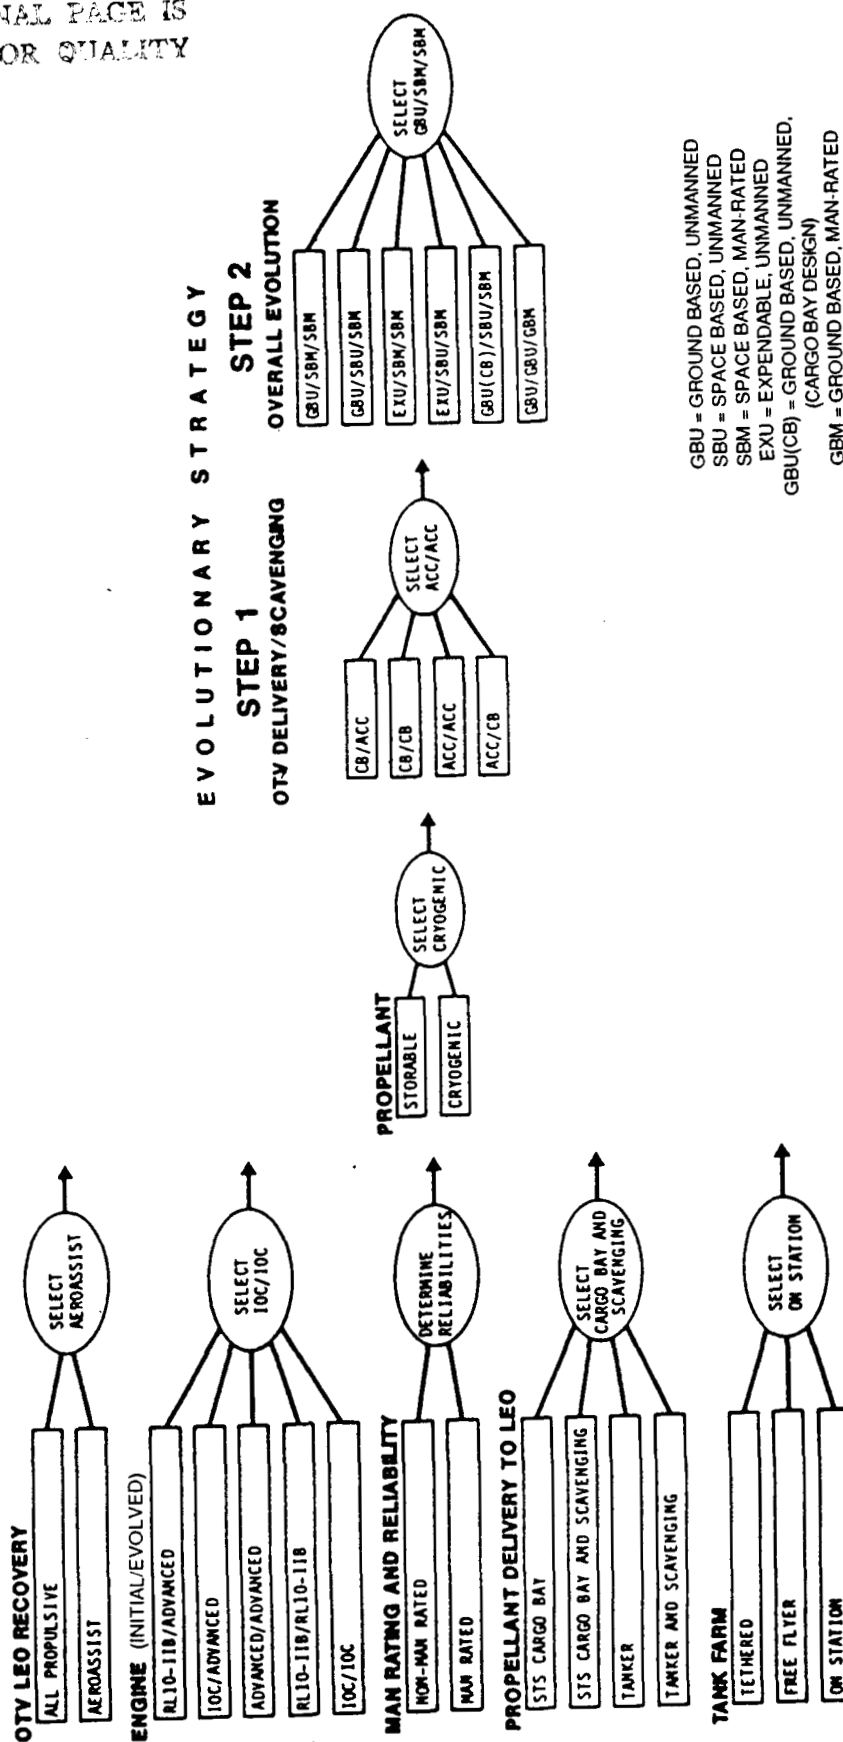 NAL PAGE IS
OR QUALITY
EVOLUTIONARY STRATEGY
STEP 1
OTV DELIVERY/SCAVENGING
CB/ACC
CB/CB
ACC/ACC
ACC/CB
SELECT
ACC/ACC
STEP 2
OVERALL EVOLUTION
GBU/SBM/SBM
GBU/SBU/SBM
EXU/SBM/SBM
EXU/SBU/SBM
GBU(CB)/SBU/SBM
GBU/GBU/GBM
SELECT
GBU/SBM/SBM
OTV LEO RECOVERY
ALL PROPULSIVE
AEROASSIST
SELECT
AEROASSIST
ENGINE (INITIAL/EVOLVED)
RL10-IIB/ADVANCED
IOC/ADVANCED
ADVANCED/ADVANCED
RL10-IIB/RL10-IIB
IOC/IOC
SELECT
IOC/IOC
MAN RATING AND RELIABILITY
NON-MAN RATED
MAN RATED
DETERMINE
RELIABILITIES
PROPELLANT
STORABLE
CRYOGENIC
SELECT
CRYOGENIC
PROPELLANT DELIVERY TO LEO
STS CARGO BAY
STS CARGO BAY AND SCAVENGING
TANKER
TANKER AND SCAVENGING
SELECT
CARGO BAY AND
SCAVENGING
TANK FARM
TETHERED
FREE FLYER
ON STATION
SELECT
ON STATION
GBU = GROUND BASED, UNMANNED
SBU = SPACE BASED, UNMANNED
SBM = SPACE BASED, MAN-RATED
EXU = EXPENDABLE, UNMANNED
GBU(CB) = GROUND BASED, UNMANNED,
(CARGO BAY DESIGN)
GBM = GROUND BASED, MAN-RATED